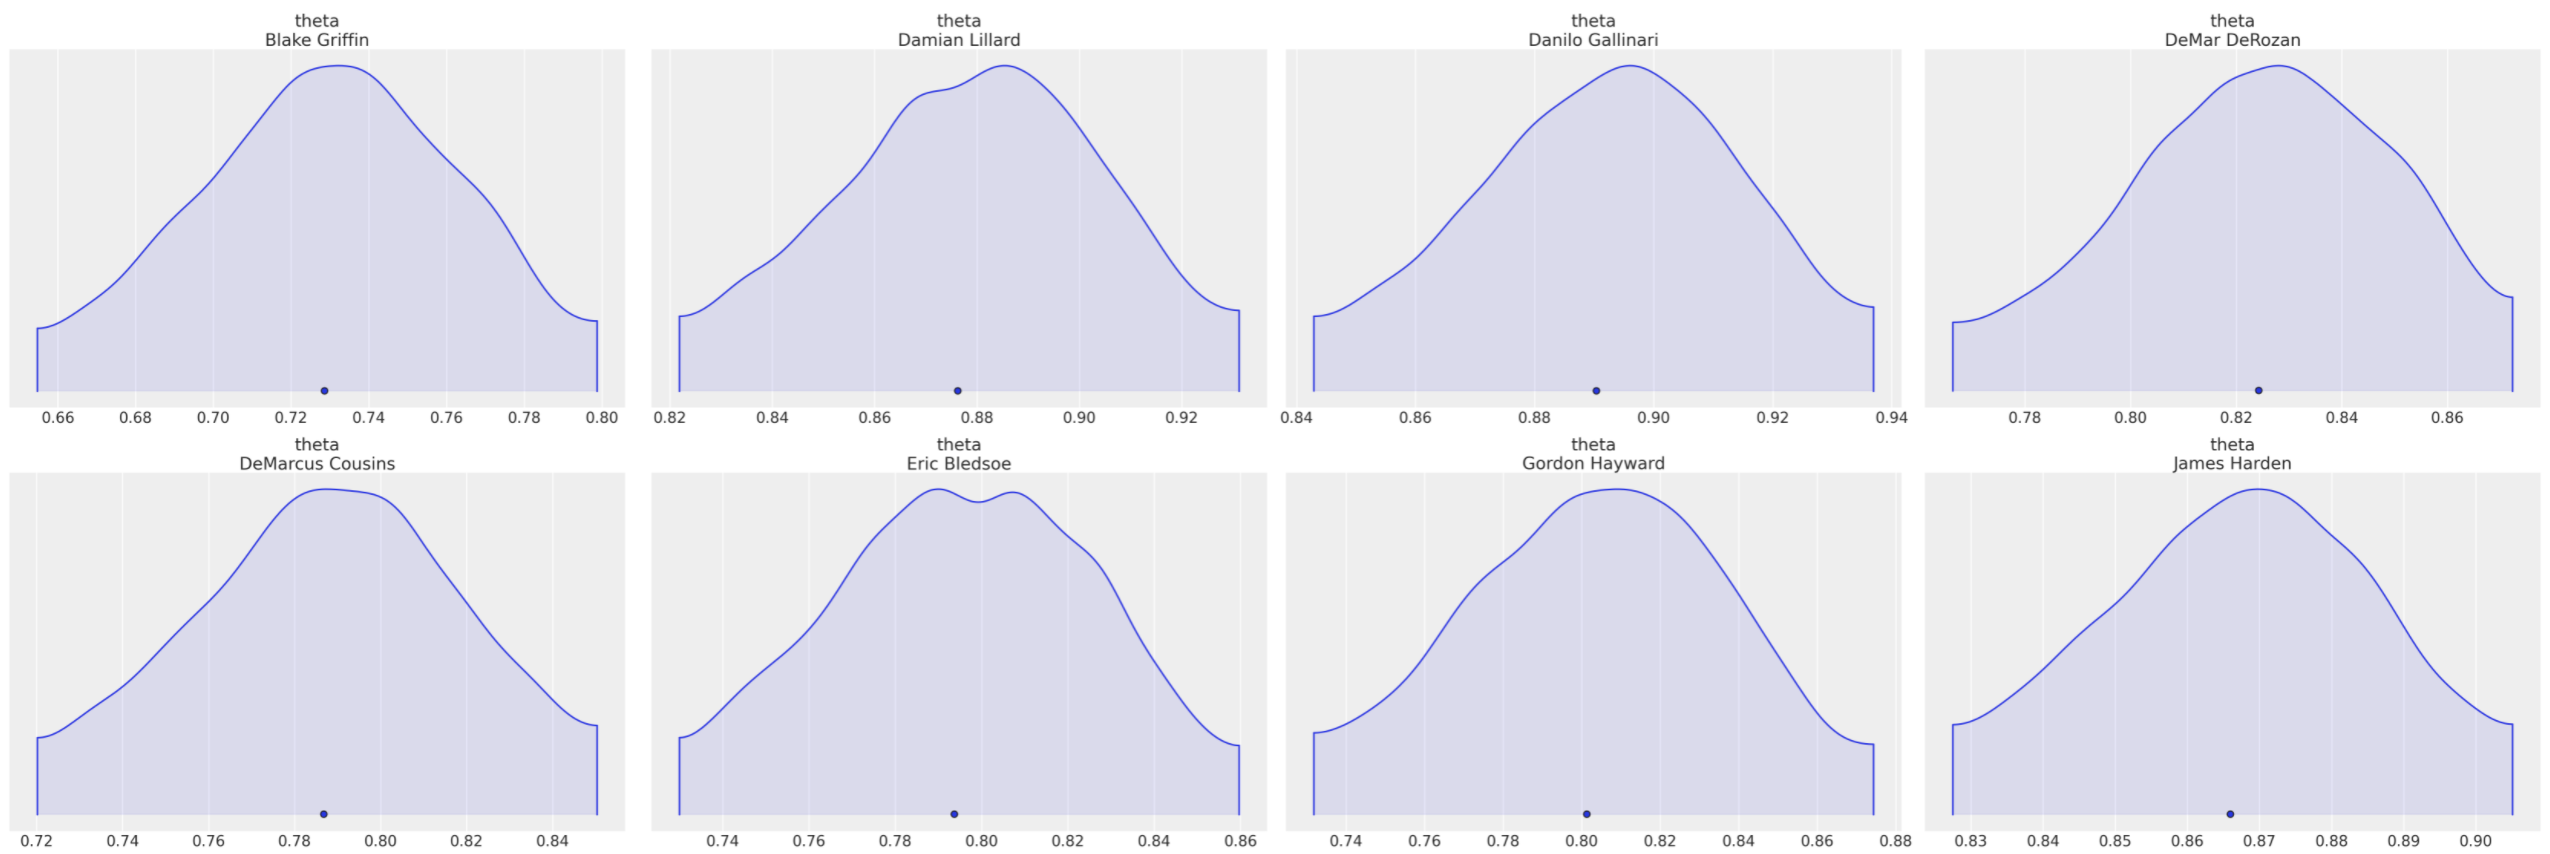 theta
Blake Griffin
theta
Damian Lillard
theta
Danilo Gallinari
theta
DeMar DeRozan
0.66 0.68 0.70 0.72 0.74 0.76 0.78 0.80
0.82 0.84 0.86 0.88 0.90 0.92
0.84 0.86 0.88 0.90 0.92 0.94
0.78 0.80 0.82 0.84 0.86
theta
DeMarcus Cousins
theta
Eric Bledsoe
theta
Gordon Hayward
theta
James Harden
0.72 0.74 0.76 0.78 0.80 0.82 0.84
0.74 0.76 0.78 0.80 0.82 0.84 0.86
0.74 0.76 0.78 0.80 0.82 0.84 0.86 0.88
0.83 0.84 0.85 0.86 0.87 0.88 0.89 0.90